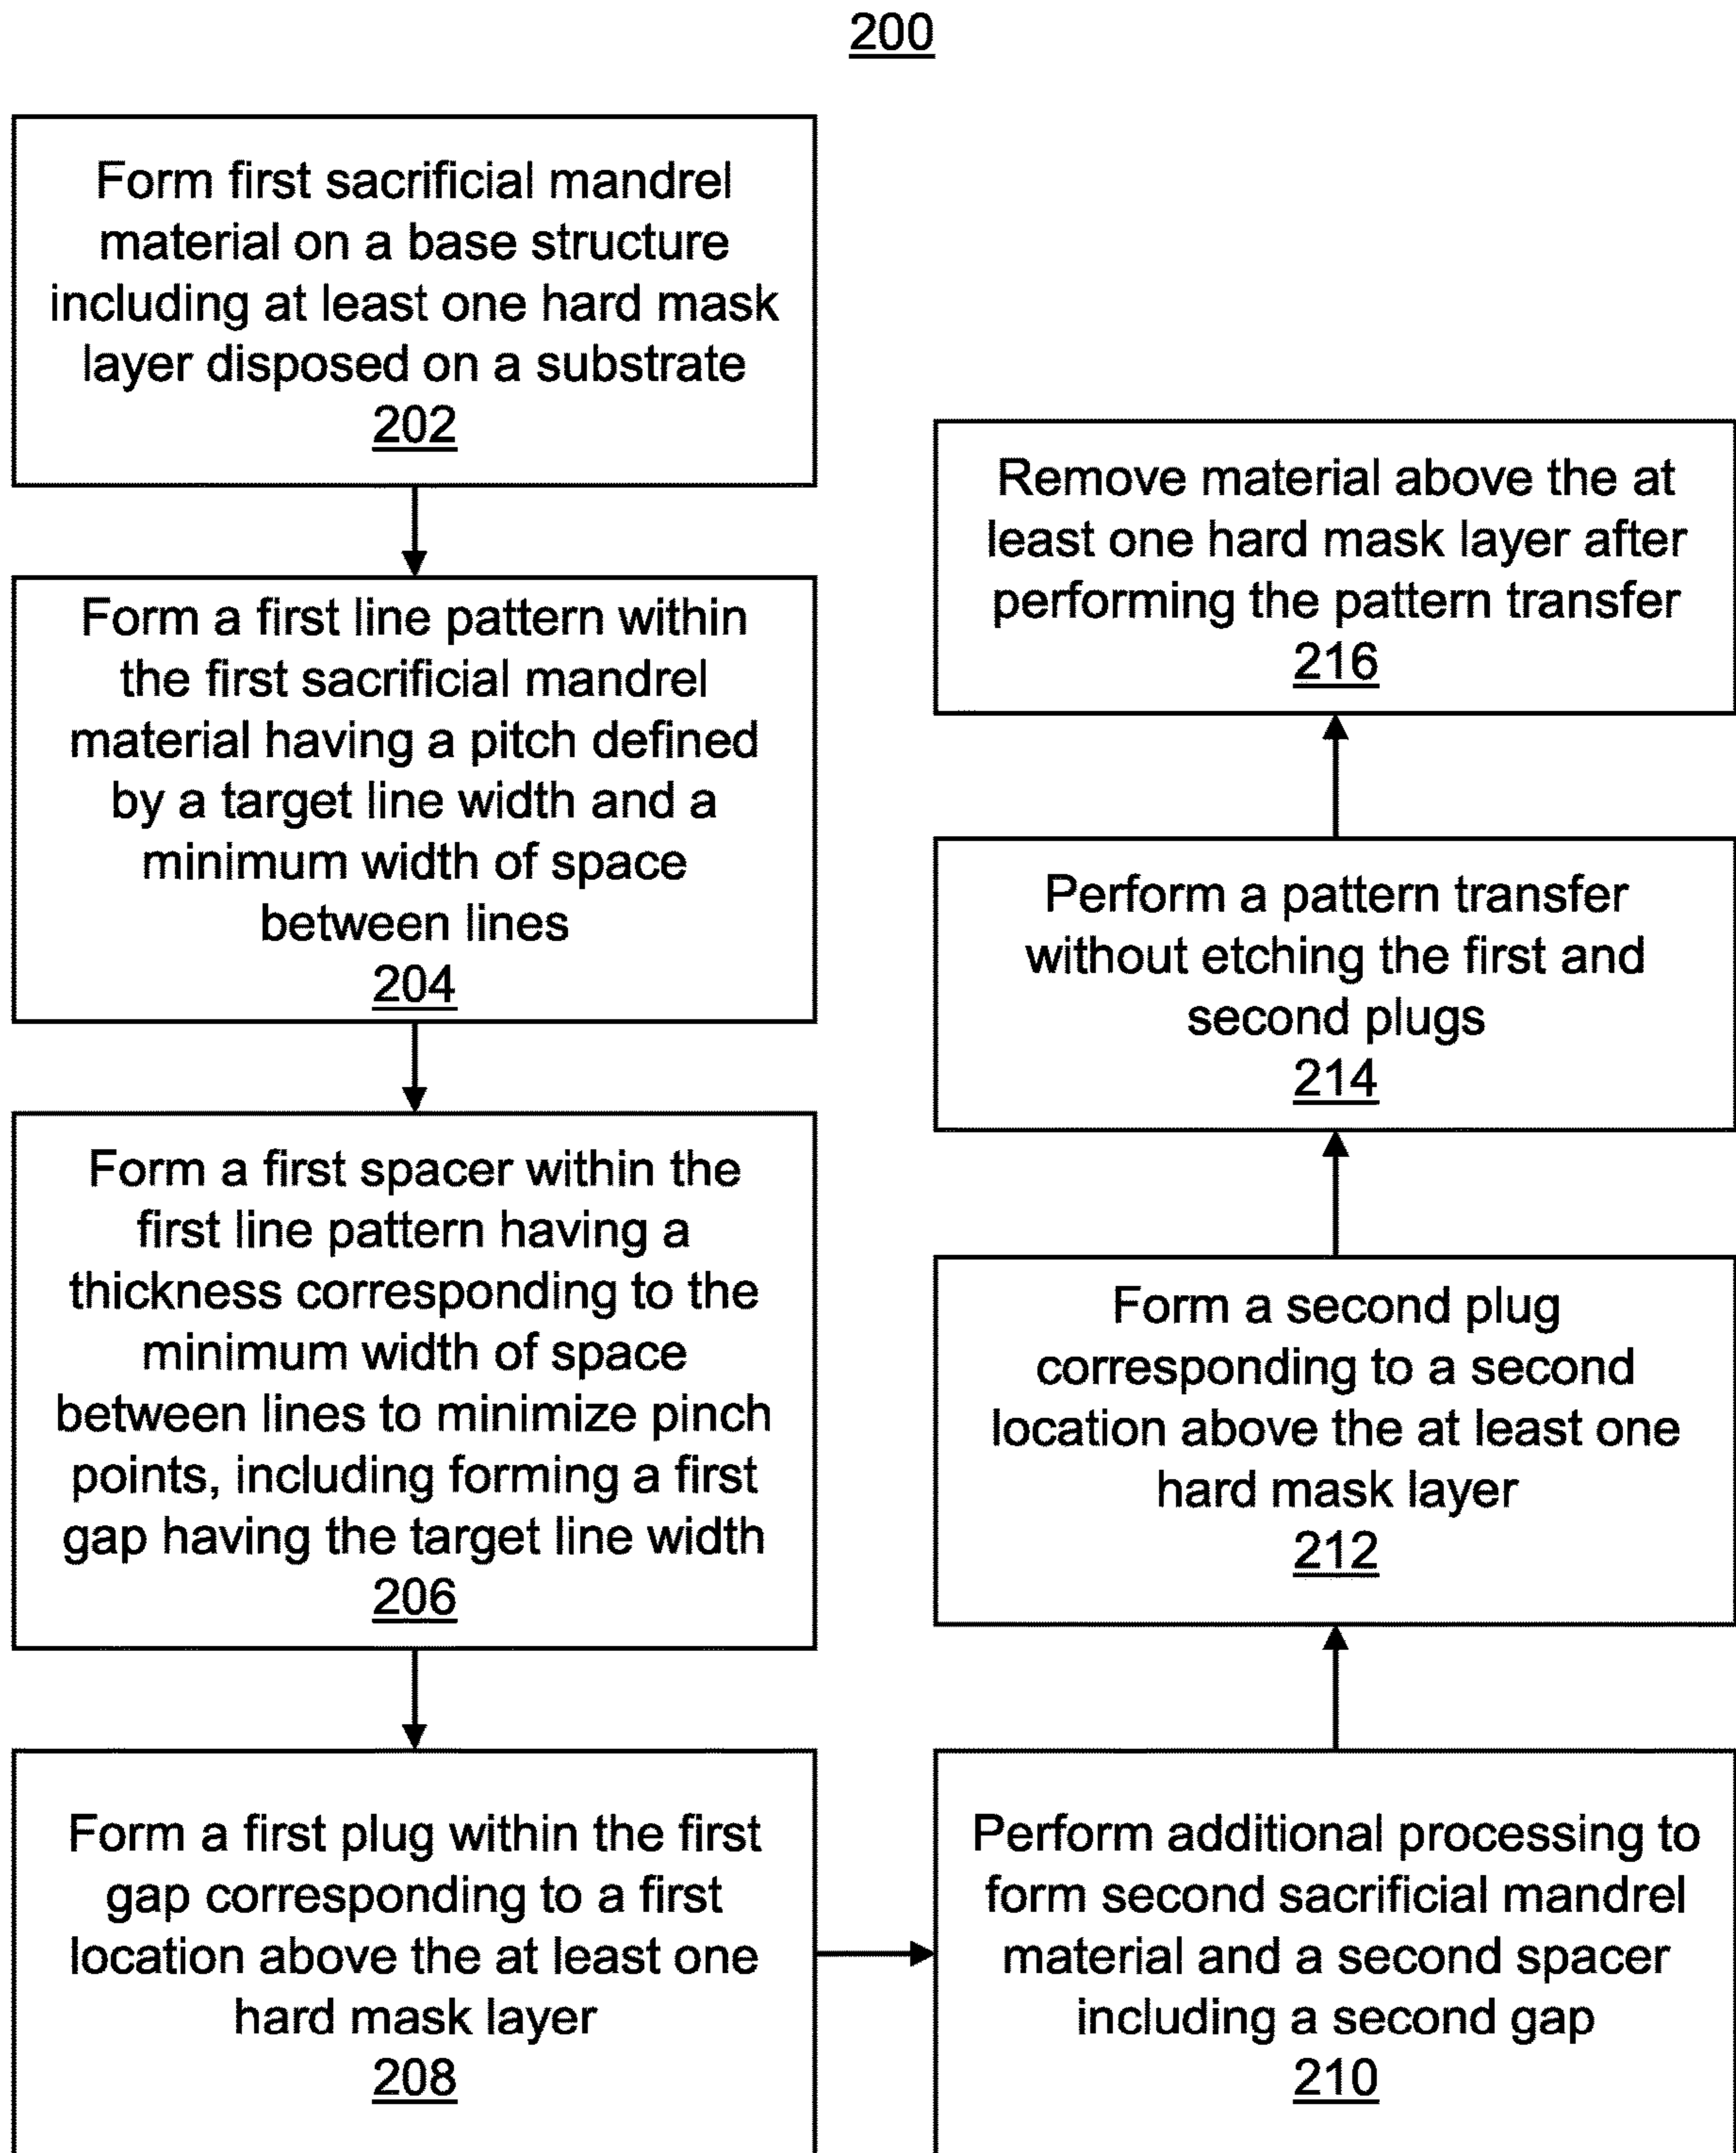 200
Form first sacrificial mandrel
material on a base structure
including at least one hard mask
layer disposed on a substrate
202
Form a first line pattern within
the first sacrificial mandrel
material having a pitch defined
by a target line width and a
minimum width of space
between lines
204
Form a first spacer within the
first line pattern having a
thickness corresponding to the
minimum width of space
between lines to minimize pinch
points, including forming a first
gap having the target line width
206
Form a first plug within the first
gap corresponding to a first
location above the at least one
hard mask layer
208
Perform additional processing to
form second sacrificial mandrel
material and a second spacer
including a second gap
210
Form a second plug
corresponding to a second
location above the at least one
hard mask layer
212
Perform a pattern transfer
without etching the first and
second plugs
214
Remove material above the at
least one hard mask layer after
performing the pattern transfer
216